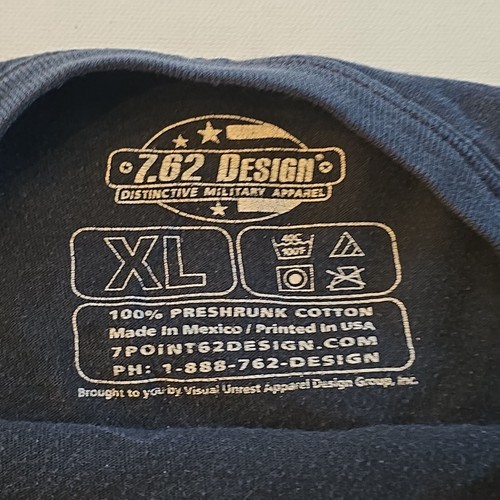 7.62 DESIGN
DISTINCTIVE MILITARY APPAREL
XL
40C
100°F
100% PRESHRUNK COTTON
Made In Mexico / Printed In USA
7POINT62DESIGN.COM
PH: 1-888-762-DESIGN
Brought to you by Visual Unrest Apparel Design Group, Inc.